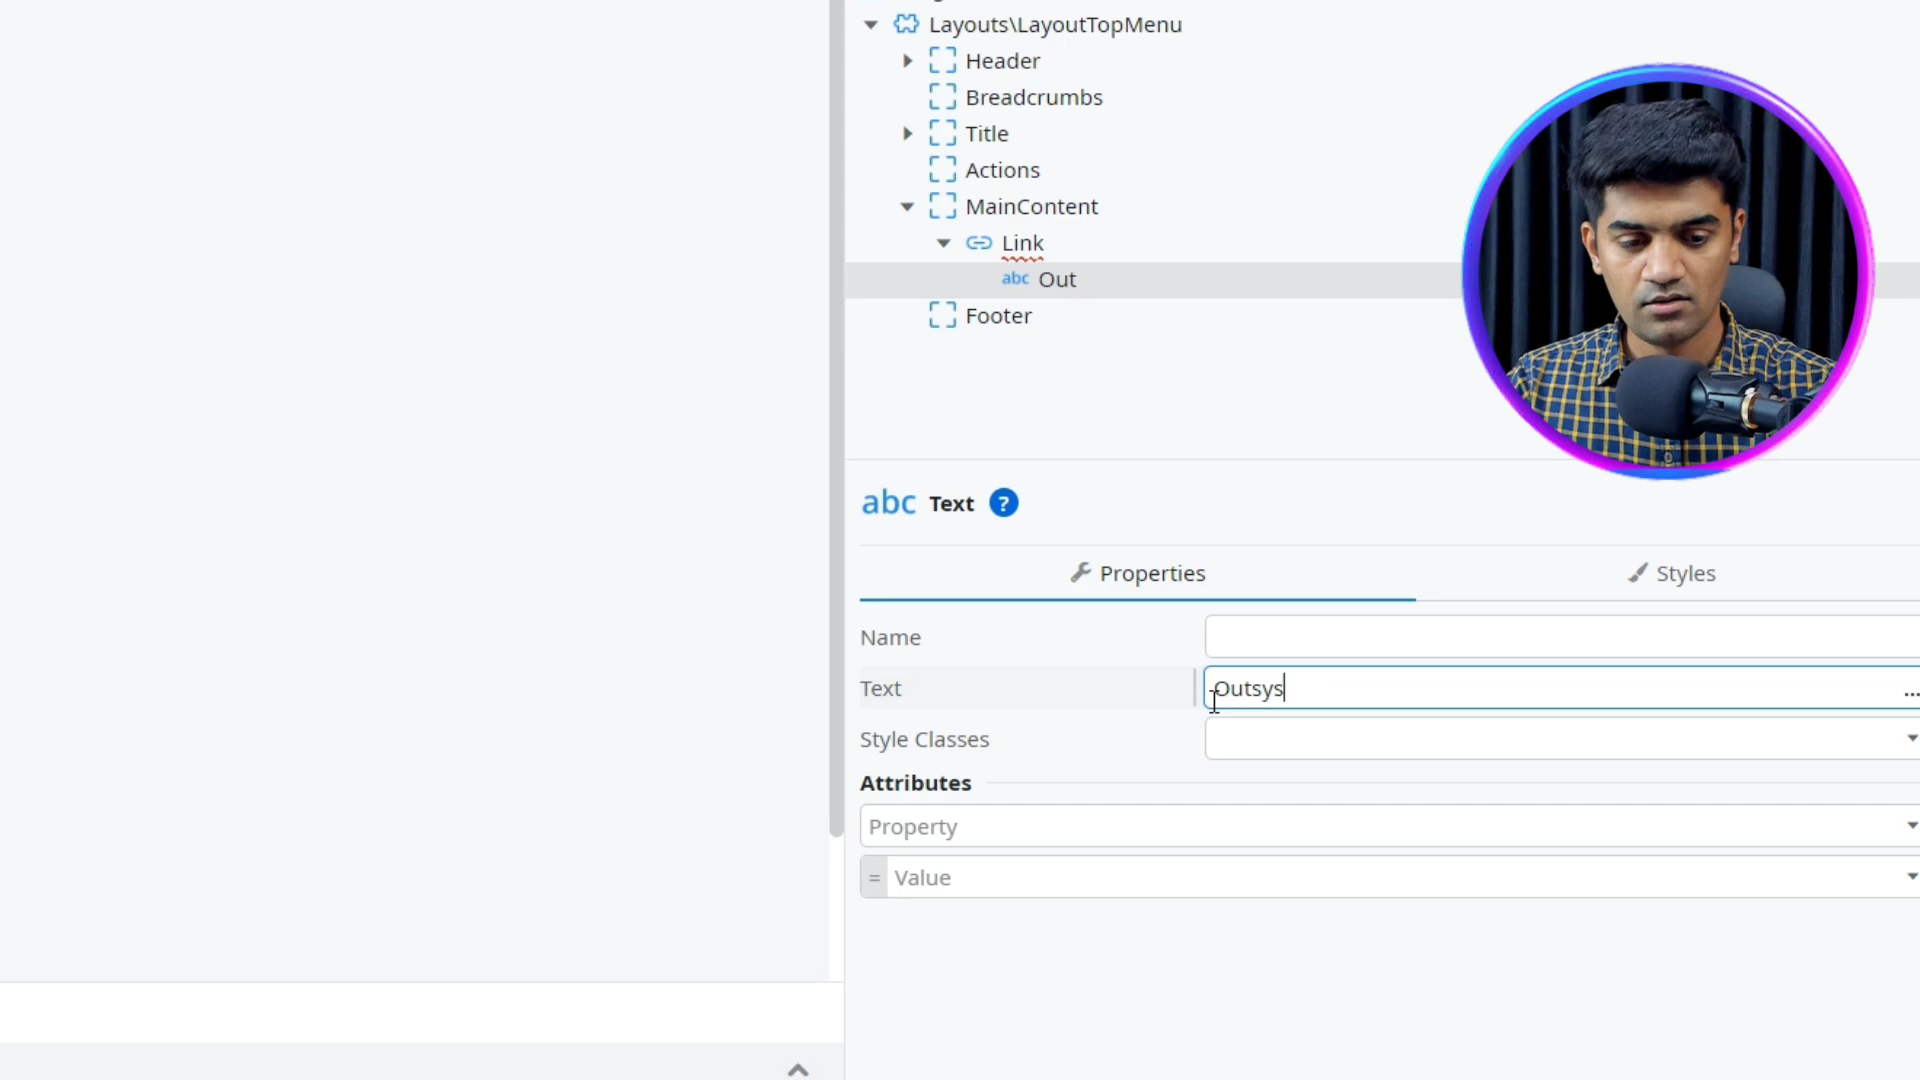 Layouts\LayoutTopMenu
Header
Breadcrumbs
Title
Actions
MainContent
Link
abc Out
Footer
abc Text ?
Properties
Styles
Name
Text
Outsys
...
Style Classes
Attributes
Property
= Value